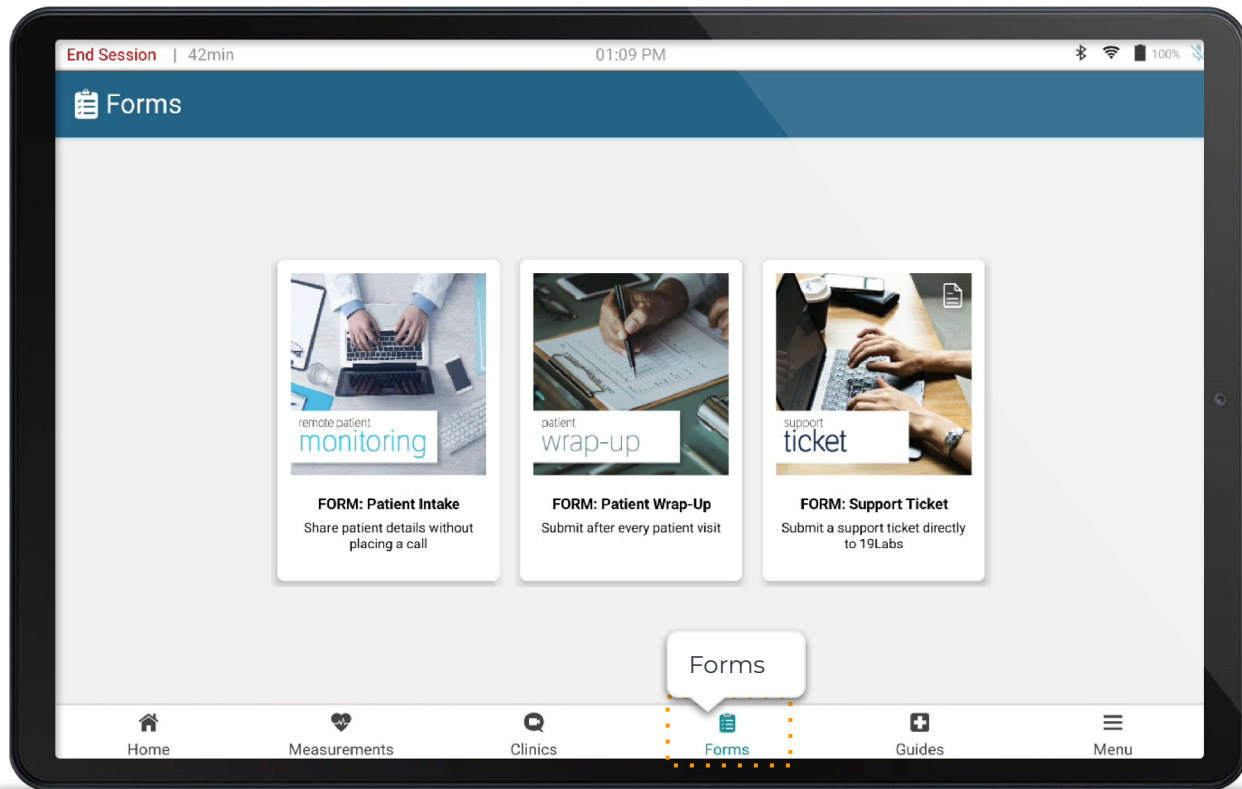 End Session | 42min
01:09 PM
100%
Forms
remote patient
monitoring
patient
wrap-up
support
ticket
FORM: Patient Intake
Share patient details without
placing a call
FORM: Patient Wrap-Up
Submit after every patient visit
FORM: Support Ticket
Submit a support ticket directly
to 19Labs
Forms
Home
Measurements
Clinics
Forms
Guides
Menu